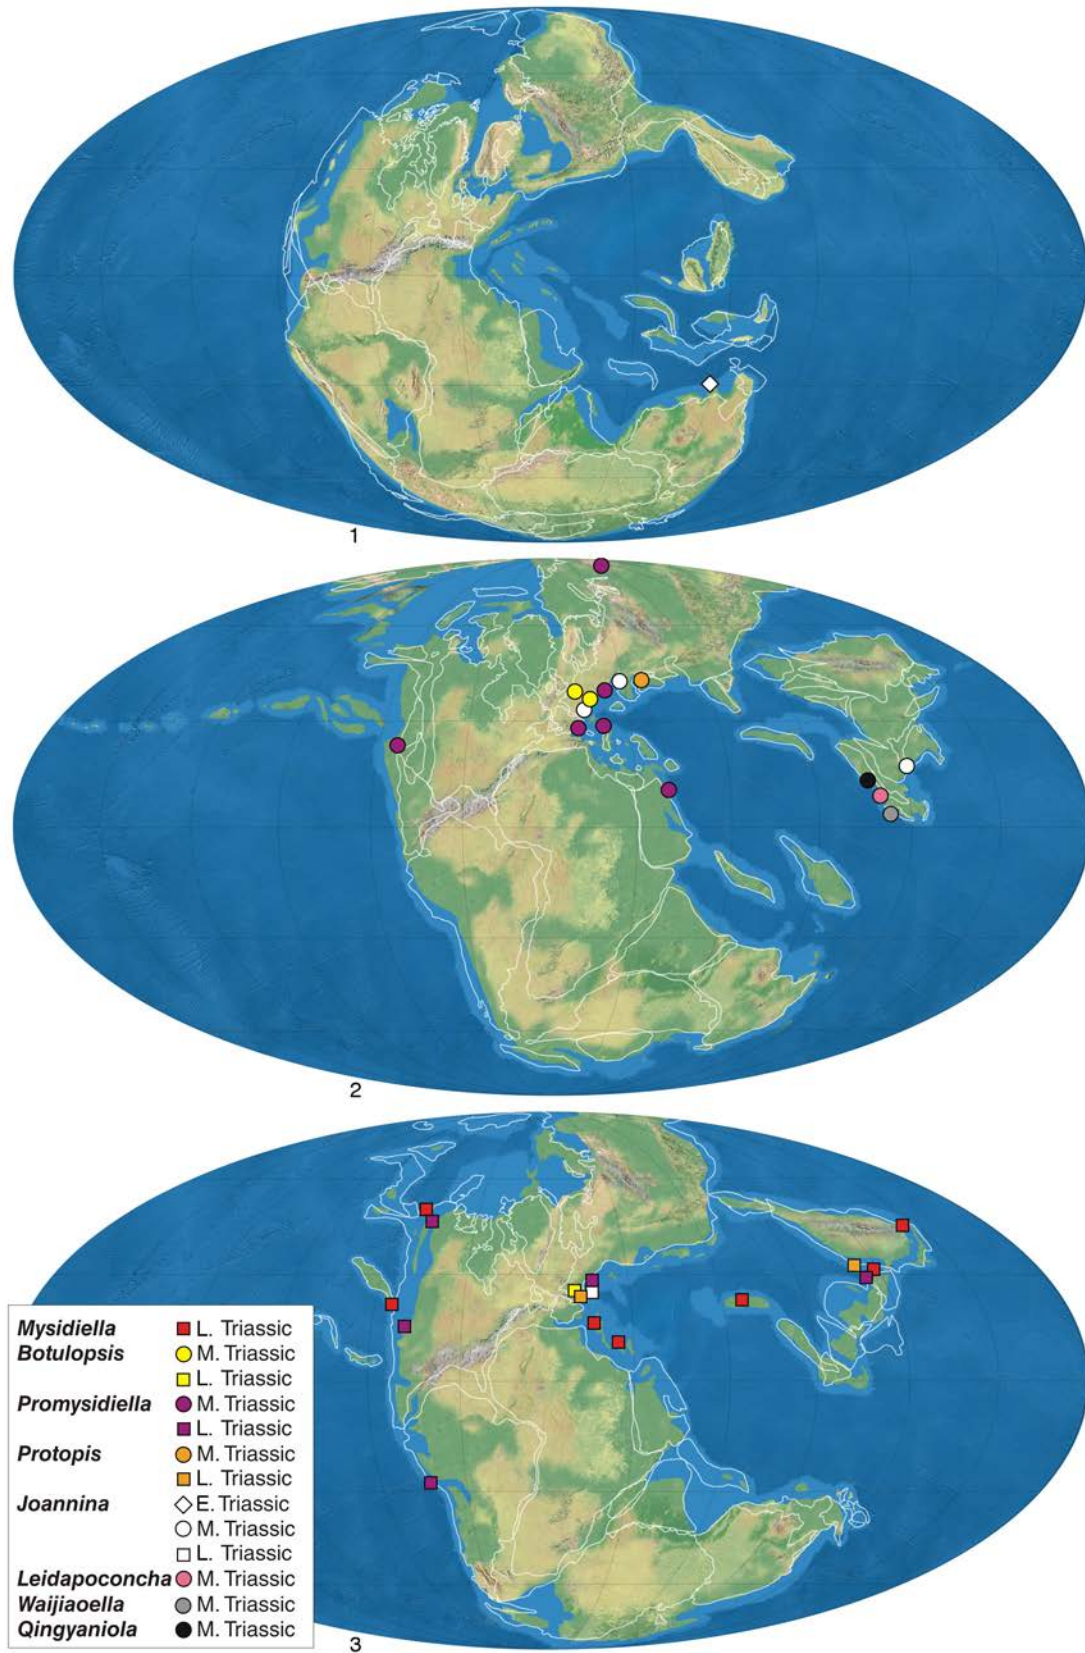 1
2
Mysidiella L. Triassic
Botulopsis M. Triassic
L. Triassic
Promysidiella M. Triassic
L. Triassic
Protopis M. Triassic
L. Triassic
Joannina E. Triassic
M. Triassic
L. Triassic
Leidapoconcha M. Triassic
Waijiaoella M. Triassic
Qingyaniola M. Triassic
3